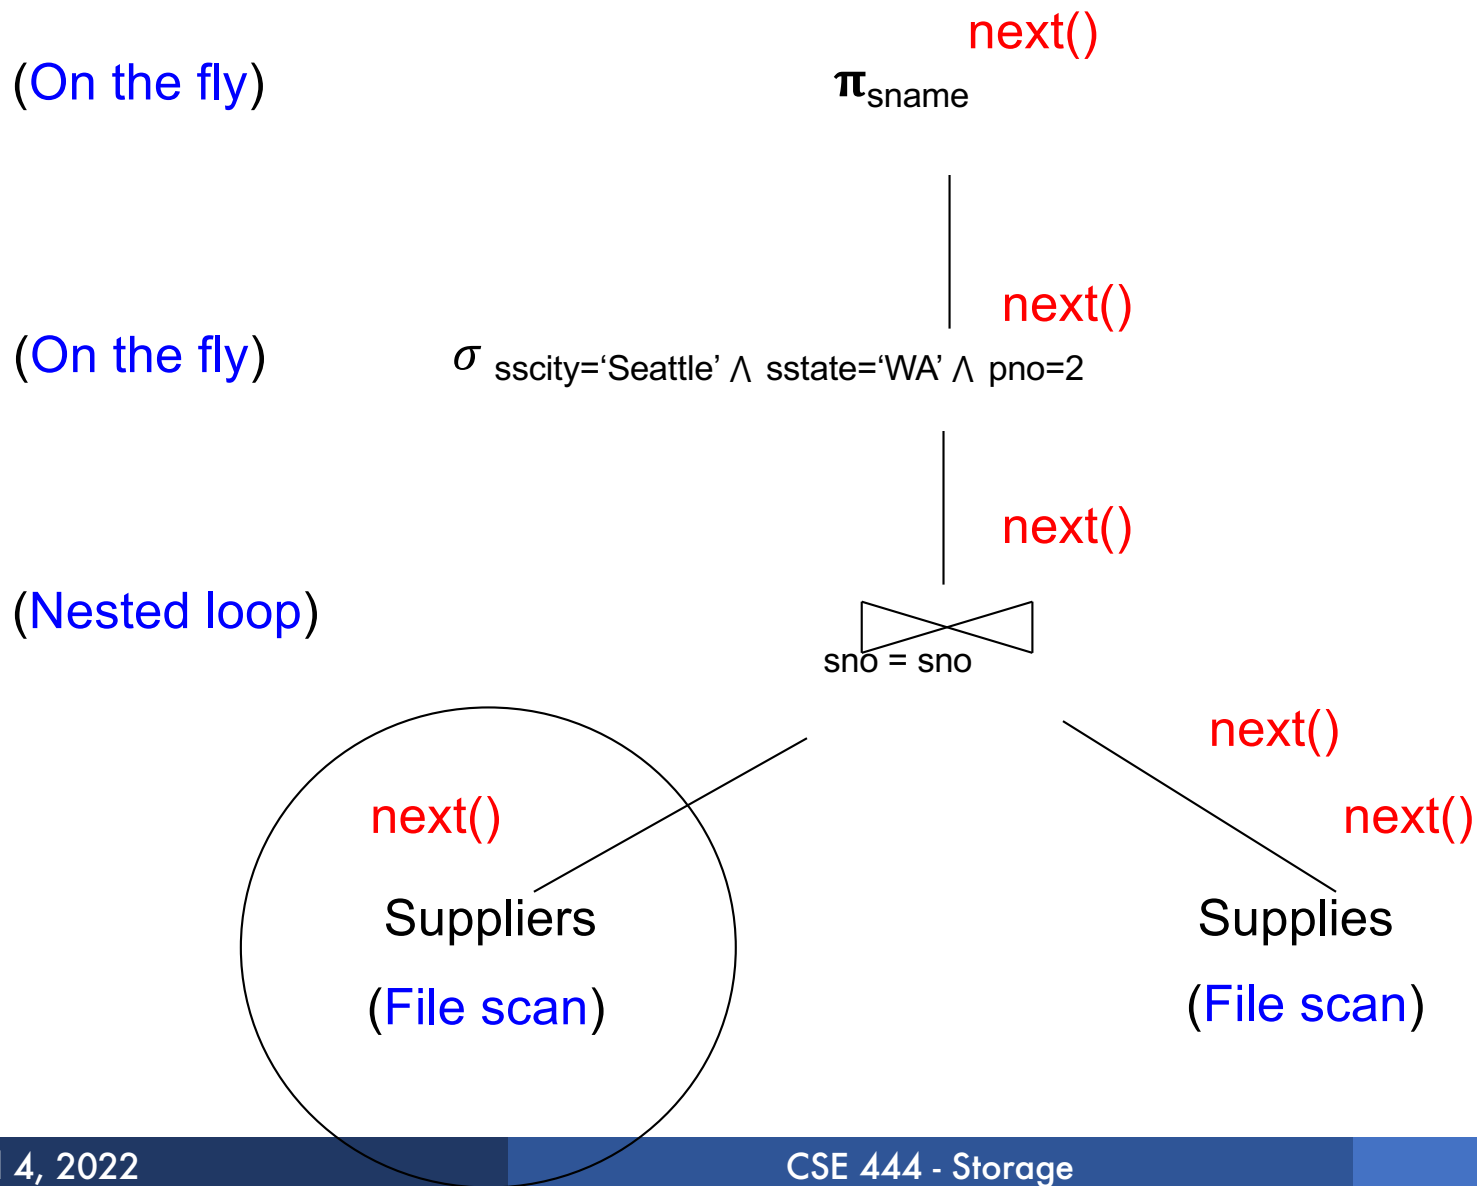 next()
(On the fly) πsname
next()
(On the fly) σ sscity=‘Seattle’ ∧ sstate=‘WA’ ∧ pno=2
next()
(Nested loop)
sno = sno
next()
next() next()
Suppliers Supplies
(File scan) (File scan)
4, 2022 CSE 444 - Storage